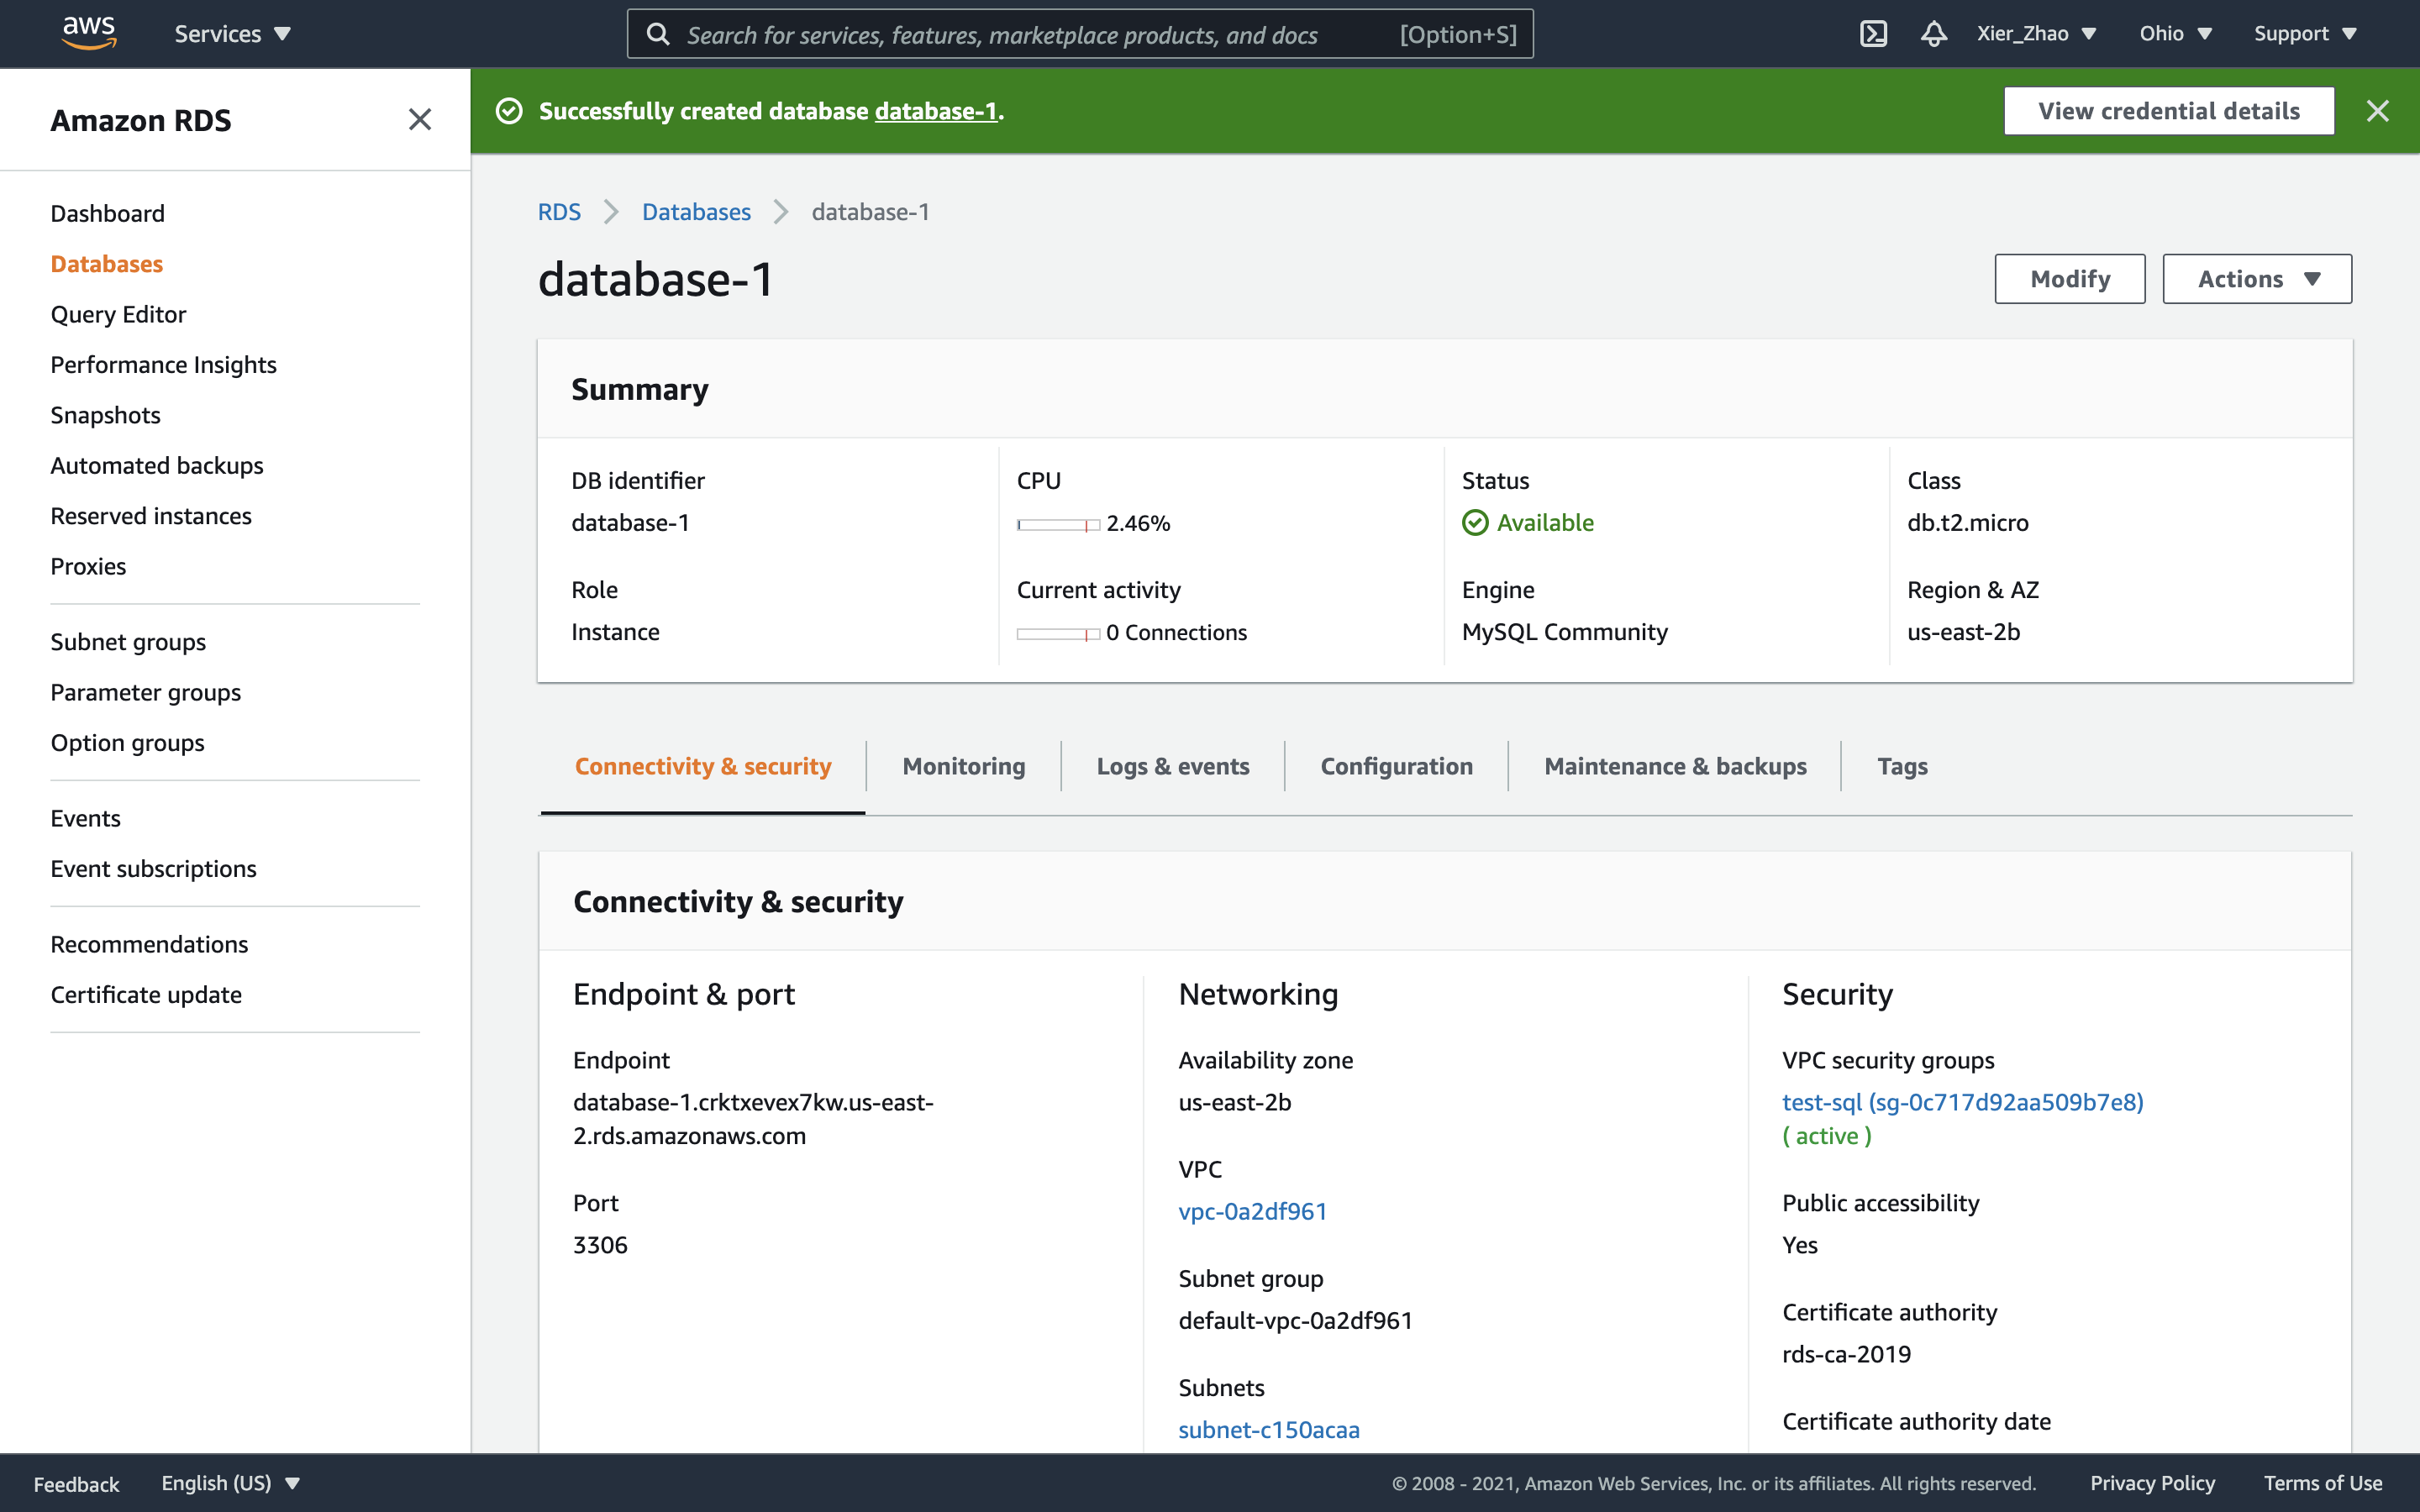 aws
Services
Search for services, features, marketplace products, and docs
[Option+S]
Xier_Zhao
Ohio
Support
Amazon RDS
Dashboard
Databases
Query Editor
Performance Insights
Snapshots
Automated backups
Reserved instances
Proxies
Subnet groups
Parameter groups
Option groups
Events
Event subscriptions
Recommendations
Certificate update
Successfully created database database-1.
View credential details
RDS
Databases
database-1
database-1
Modify
Actions
Summary
DB identifier
database-1
CPU
2.46%
Status
Available
Class
db.t2.micro
Role
Instance
Current activity
0 Connections
Engine
MySQL Community
Region & AZ
us-east-2b
Connectivity & security
Monitoring
Logs & events
Configuration
Maintenance & backups
Tags
Connectivity & security
Endpoint & port
Endpoint
database-1.crktxevex7kw.us-east-
2.rds.amazonaws.com
Port
3306
Networking
Availability zone
us-east-2b
VPC
vpc-0a2df961
Subnet group
default-vpc-0a2df961
Subnets
subnet-c150acaa
Security
VPC security groups
test-sql (sg-0c717d92aa509b7e8)
( active )
Public accessibility
Yes
Certificate authority
rds-ca-2019
Certificate authority date
Feedback
English (US)
© 2008 - 2021, Amazon Web Services, Inc. or its affiliates. All rights reserved.
Privacy Policy
Terms of Use